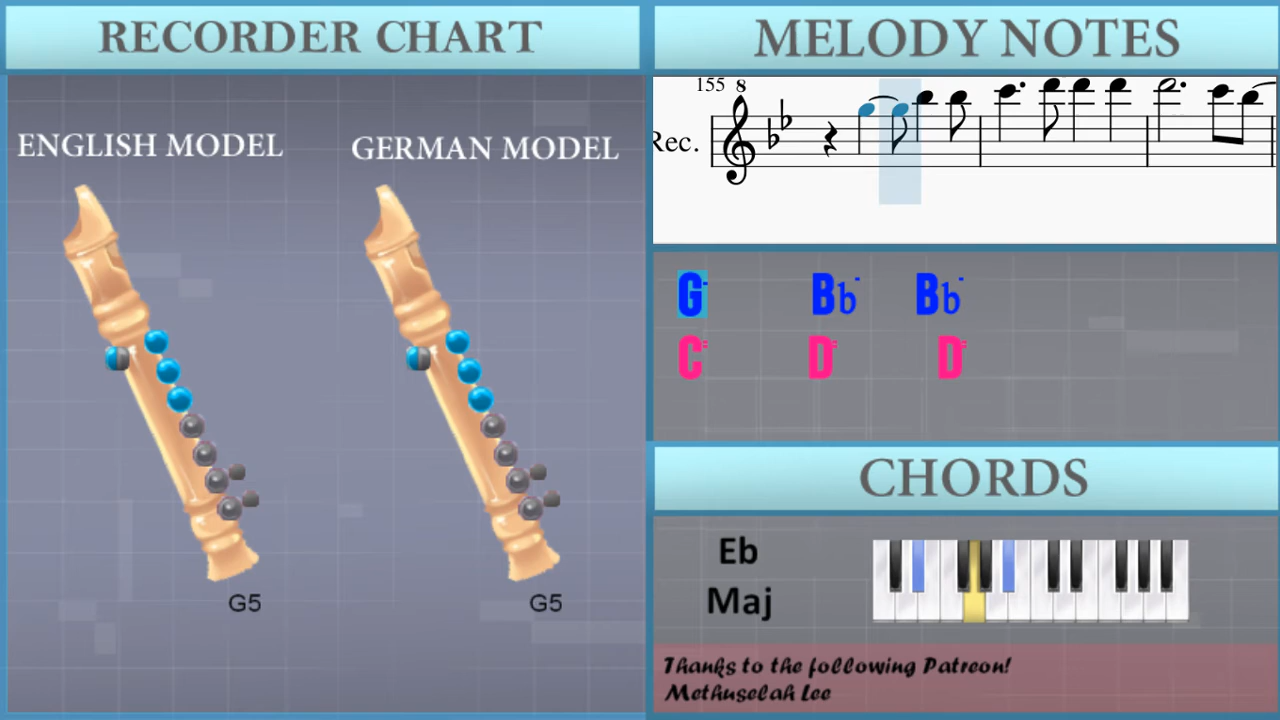 RECORDER CHART
ENGLISH MODEL
GERMAN MODEL
G5
G5
MELODY NOTES
155
8
Rec.
G Bb Bb
C D D
CHORDS
Eb
Maj
Thanks to the following Patreon!
Methuselah Lee